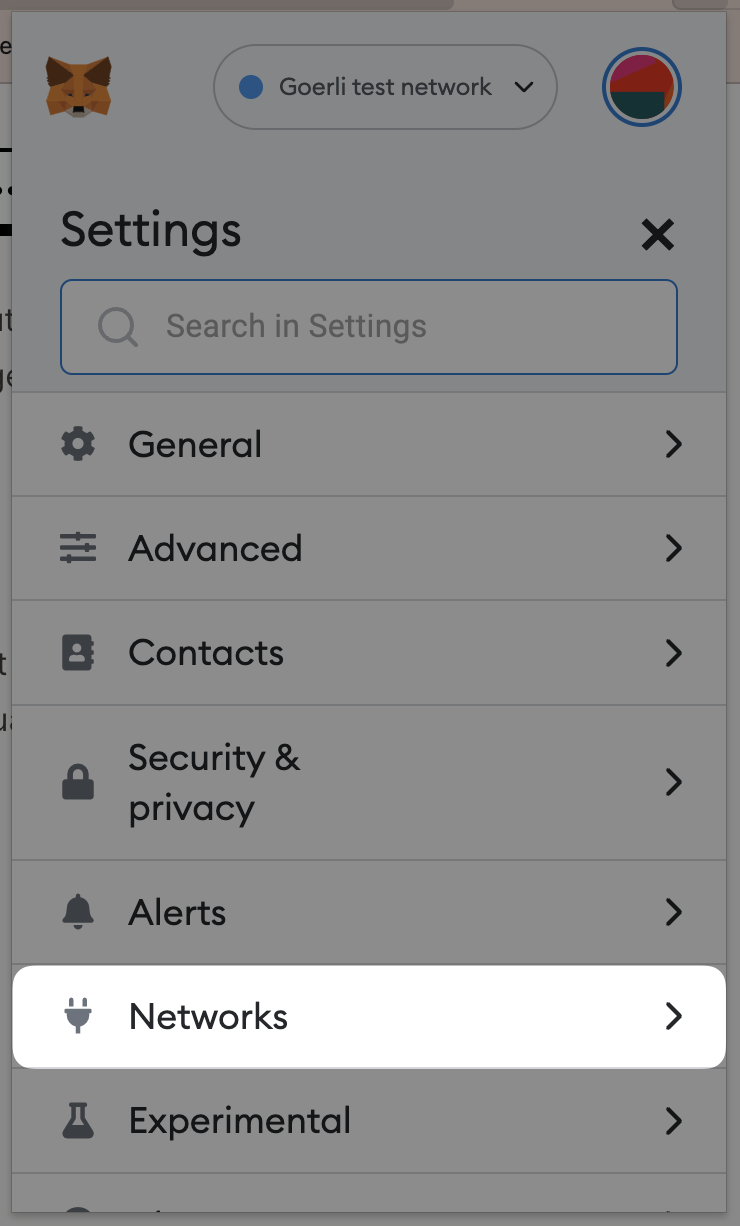 Goerli test network
Settings
Search in Settings
General
Advanced
Contacts
Security &
privacy
Alerts
Networks
Experimental